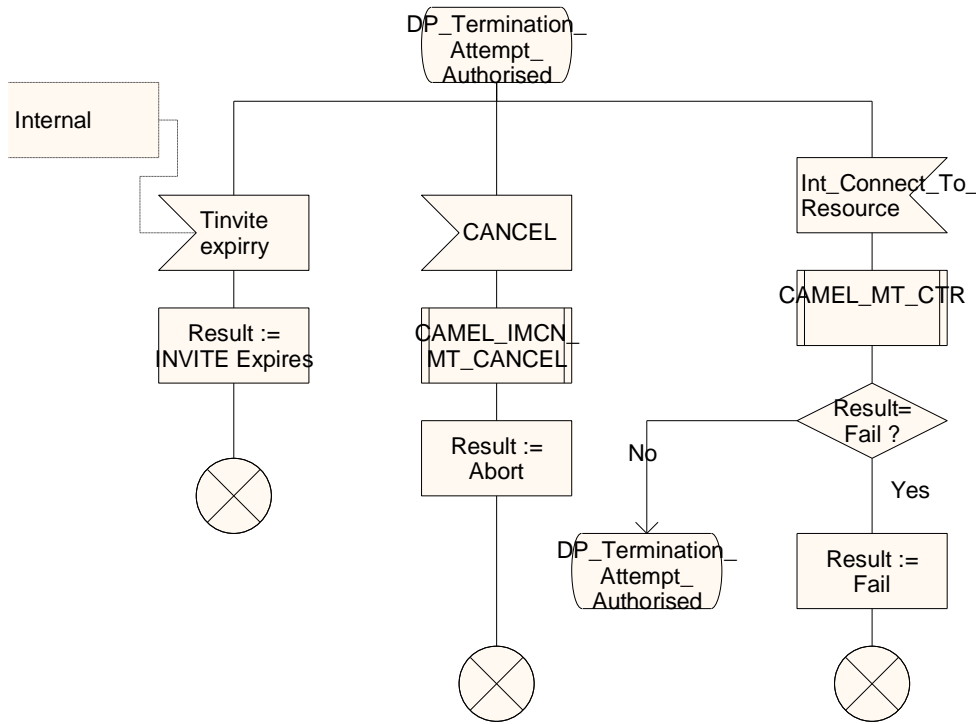 DP_Termination_
Attempt_
Authorised
Internal
Tinvite
expirry
CANCEL
Int_Connect_To_
Resource
Result :=
INVITE Expires
CAMEL_IMCN_
MT_CANCEL
CAMEL_MT_CTR
Result :=
Abort
Result=
Fail ?
No
Yes
DP_Termination_
Attempt_
Authorised
Result :=
Fail